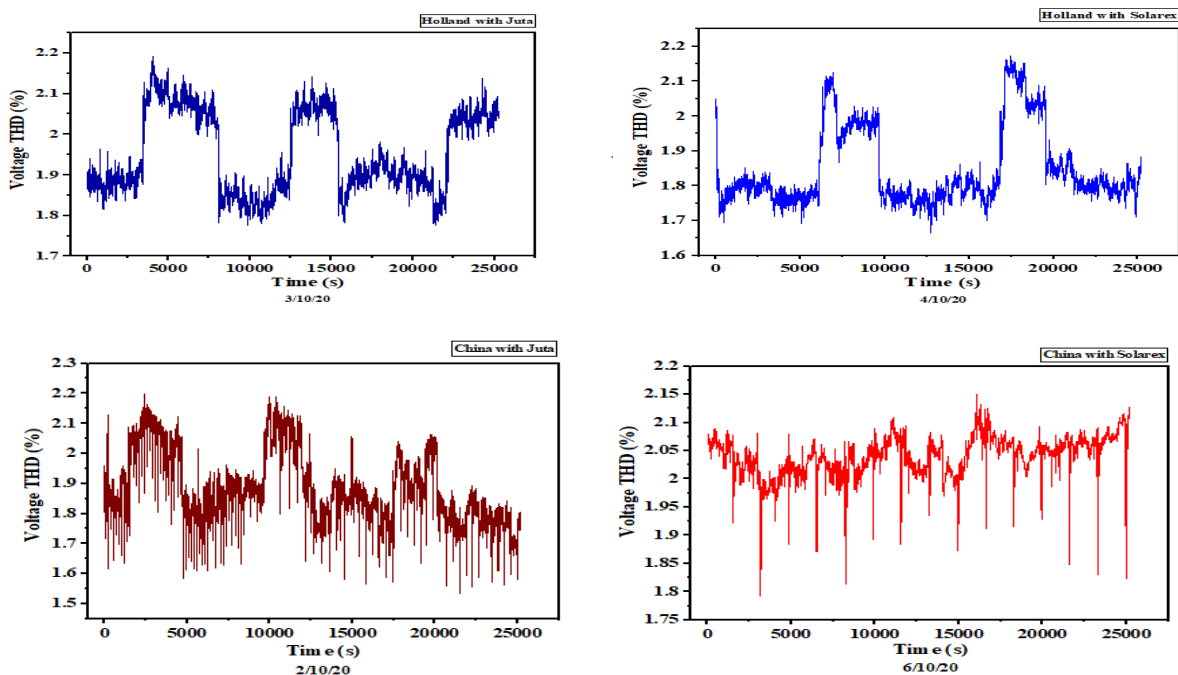 Holland with Juta
Voltage THD (%)
2.2
2.1
2
1.9
1.8
1.7
0 5000 10000 15000 20000 25000
Time (s)
3/10/20
Holland with Solarex
Voltage THD (%)
2.2
2.1
2
1.9
1.8
1.7
1.6
0 5000 10000 15000 20000 25000
Time (s)
4/10/20
China with Juta
Voltage THD (%)
2.3
2.2
2.1
2
1.9
1.8
1.7
1.6
1.5
0 5000 10000 15000 20000 25000
Time (s)
2/10/20
China with Solarex
Voltage THD (%)
2.2
2.15
2.1
2.05
2
1.95
1.9
1.85
1.8
1.75
0 5000 10000 15000 20000 25000
Time (s)
6/10/20